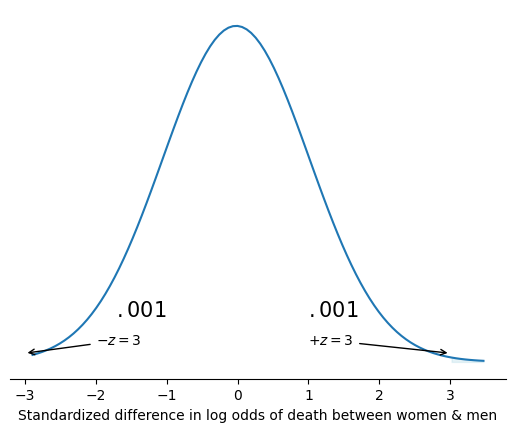 .001 .001
−z = 3 +z = 3
−3 −2 −1 0 1 2 3
Standardized difference in log odds of death between women & men